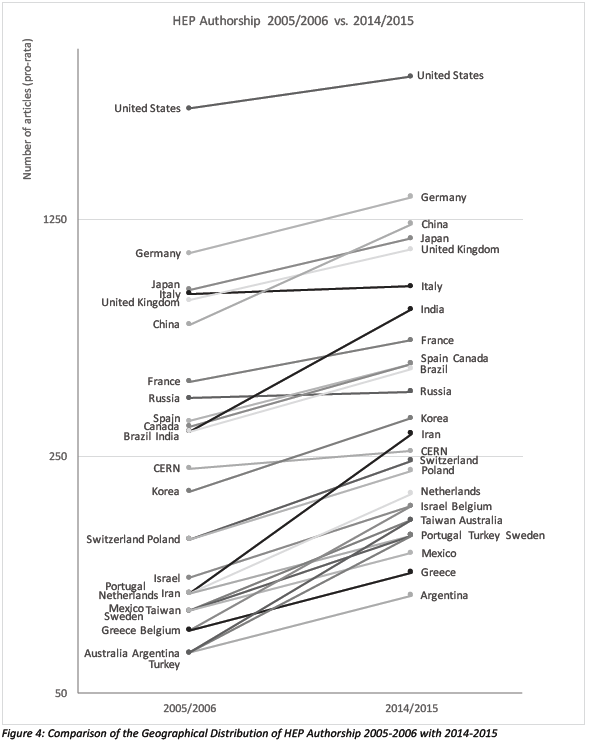 HEP Authorship 2005/2006 vs. 2014/2015
Number of articles (pro-rata)
1250
250
50
United States
Germany
Japan
Italy
United Kingdom
China
France
Russia
Spain
Canada
Brazil India
CERN
Korea
Switzerland Poland
Israel
Portugal
Netherlands Iran
Mexico Taiwan
Sweden
Greece Belgium
Australia Argentina
Turkey
United States
Germany
China
Japan
United Kingdom
Italy
India
France
Spain Canada
Brazil
Russia
Korea
Iran
CERN
Switzerland
Poland
Netherlands
Israel Belgium
Taiwan Australia
Portugal Turkey Sweden
Mexico
Greece
Argentina
2005/2006
2014/2015
Figure 4: Comparison of the Geographical Distribution of HEP Authorship 2005-2006 with 2014-2015